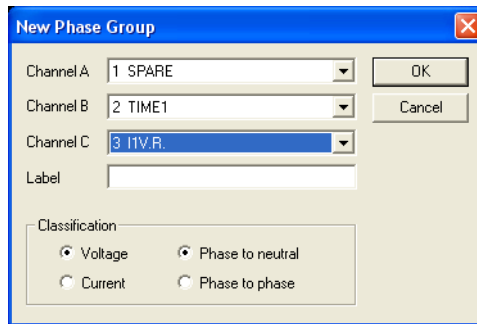 New Phase Group
Channel A 1 SPARE OK
Channel B 2 TIME1 Cancel
Channel C 3 I1V.R.
Label
Classification
Voltage Phase to neutral
Current Phase to phase